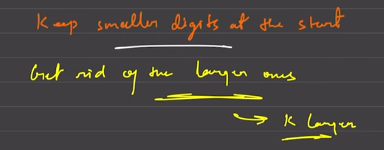 Keep smaller digits at the start
Get rid of the larger ones
K larger